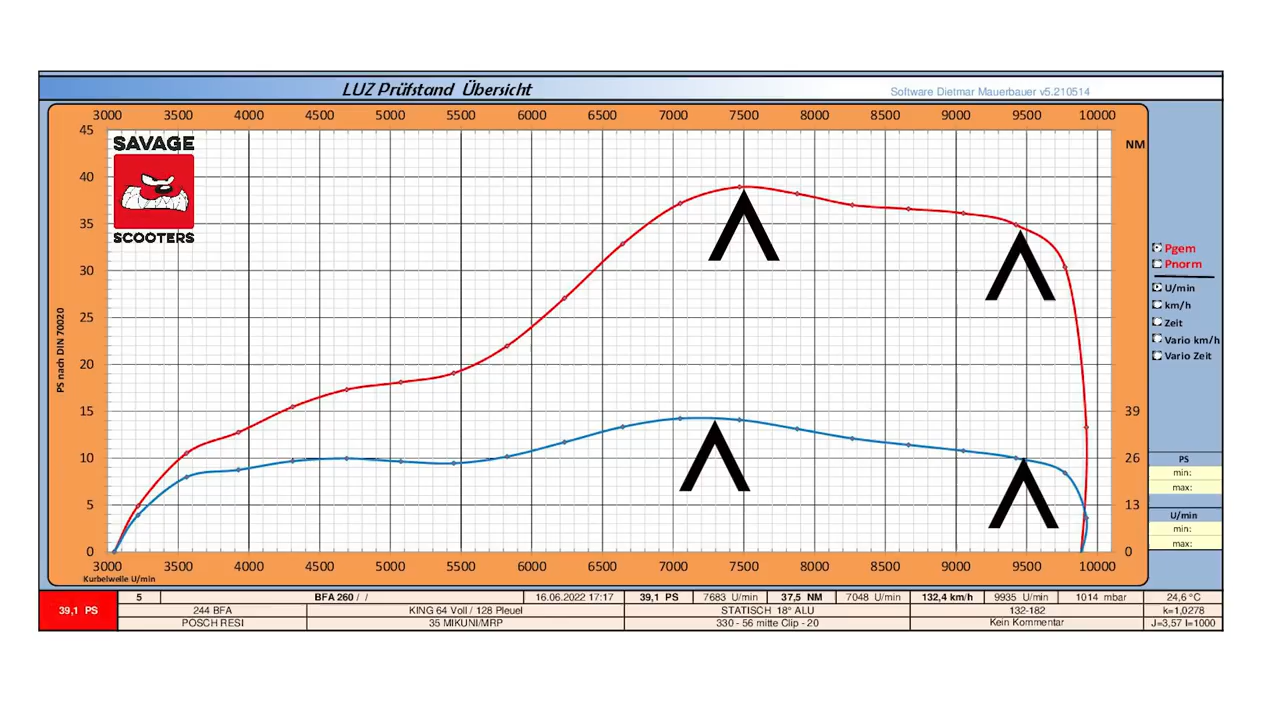 LUZ Prüfstand Übersicht
Software Dietmar Mauerbauer v5.210514
3000 3500 4000 4500 5000 5500 6000 6500 7000 7500 8000 8500 9000 9500 10000
45
40
35
30
25
20
15
10
5
0
PS nach DIN 70020
SAVAGE
SCOOTERS
NM
39
26
13
0
3000 3500 4000 4500 5000 5500 6000 6500 7000 7500 8000 8500 9000 9500 10000
Kurbelwelle U/min
Pgem
Pnorm
U/min
km/h
Zeit
Vario km/h
Vario Zeit
PS
min:
max:
U/min
min:
max:
39,1 PS
5 BFA 260 / / 16.06.2022 17:17 39,1 PS 7683 U/min 37,5 NM 7048 U/min 132,4 km/h 9935 U/min 1014 mbar 24,6 °C
244 BFA KING 64 Voll / 128 Pleuel STATISCH 18° ALU 132-182 k=1,0278
POSCH RESI 35 MIKUNI/MRP 330 - 56 mitte Clip - 20 Kein Kommentar J=3,57 I=1000